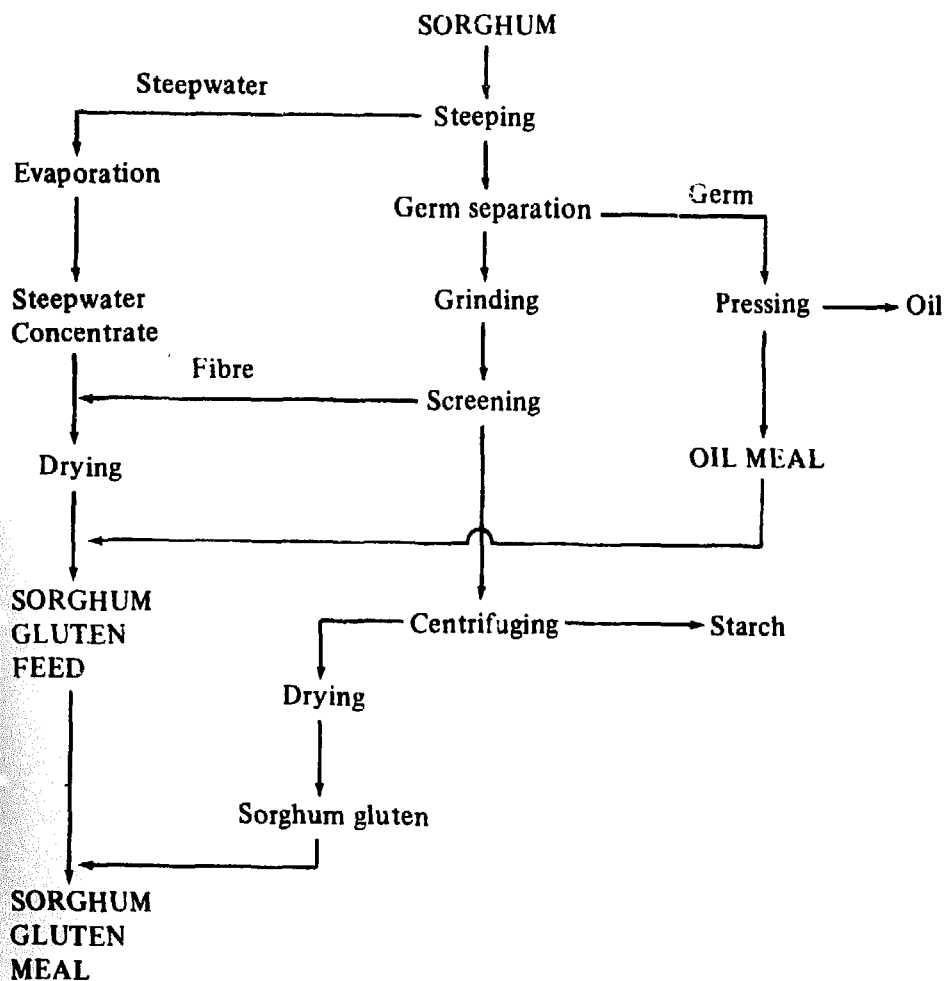 SORGHUM
Steepwater
Steeping
Evaporation
Germ
Germ separation
Steepwater
Concentrate
Grinding
Pressing
Oil
Fibre
Screening
Drying
OIL MEAL
SORGHUM
GLUTEN
FEED
Centrifuging
Starch
Drying
Sorghum gluten
SORGHUM
GLUTEN
MEAL